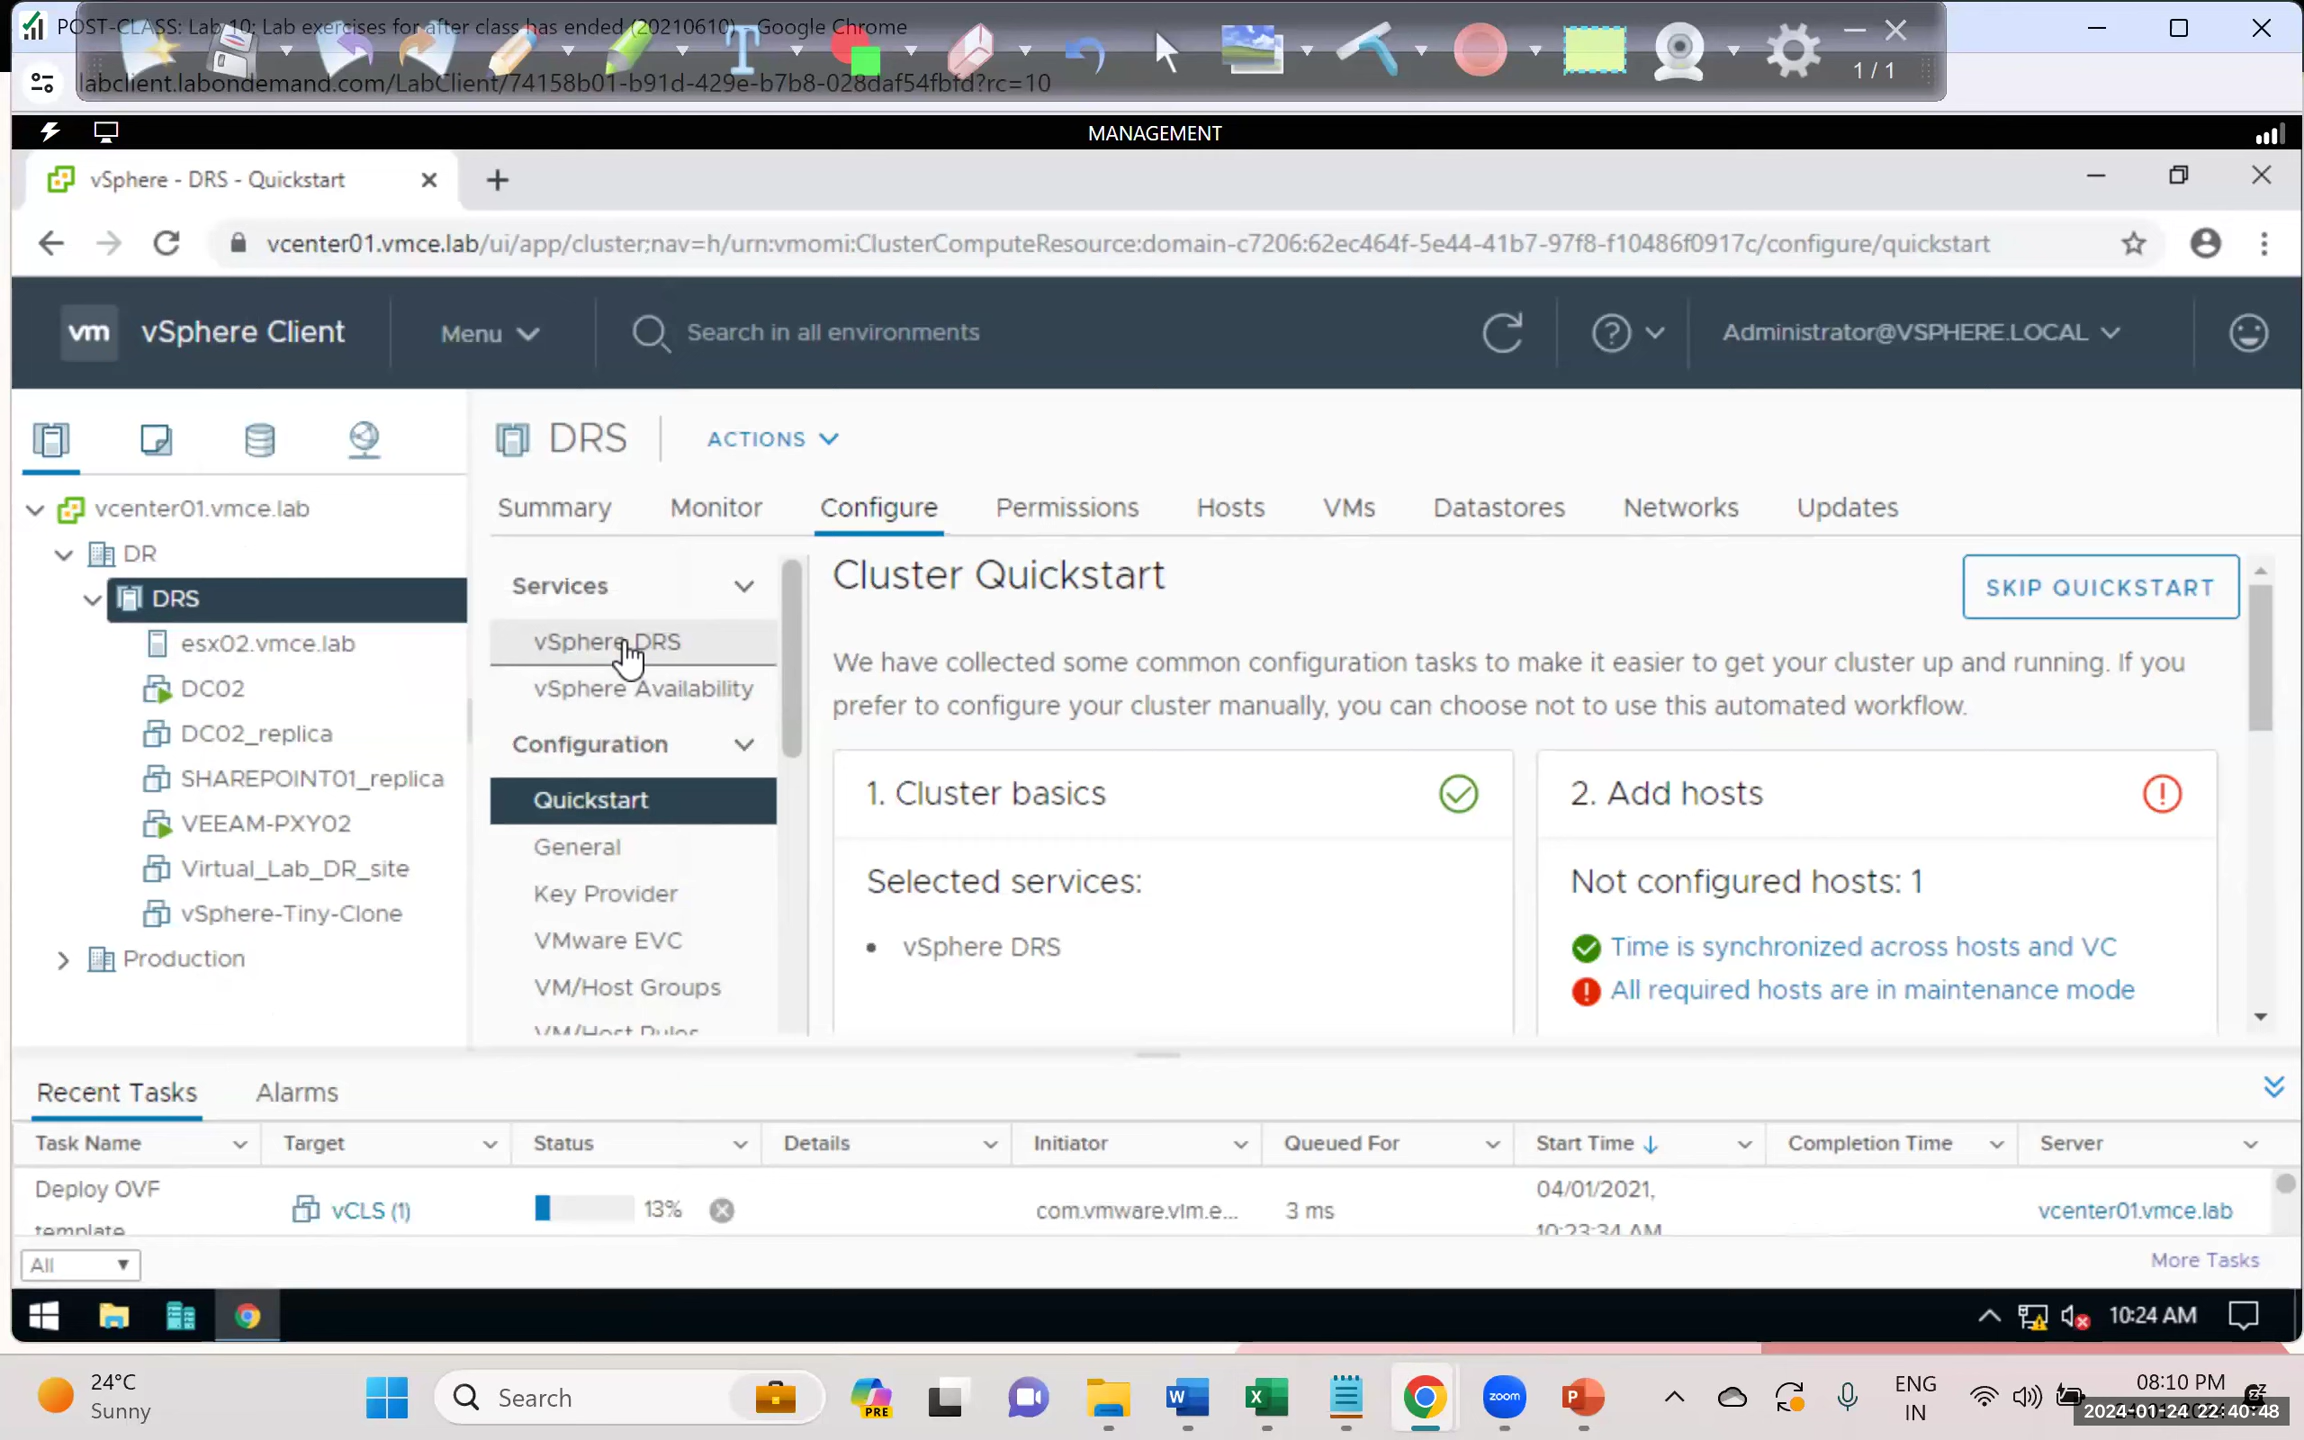 POST-CLASS: Lab 10: Lab exercises for after class has ended (20210610) - Google Chrome
1 / 1
labclient.labondemand.com/LabClient/74158b01-b91d-429e-b7b8-028daf54fbfd?rc=10
MANAGEMENT
vSphere - DRS - Quickstart
vcenter01.vmce.lab/ui/app/cluster;nav=h/urn:vmomi:ClusterComputeResource:domain-c7206:62ec464f-5e44-41b7-97f8-f10486f0917c/configure/quickstart
vm vSphere Client Menu Search in all environments Administrator@VSPHERE.LOCAL
DRS ACTIONS
Summary Monitor Configure Permissions Hosts VMs Datastores Networks Updates
vcenter01.vmce.lab
DR
DRS
esx02.vmce.lab
DC02
DC02_replica
SHAREPOINT01_replica
VEEAM-PXY02
Virtual_Lab_DR_site
vSphere-Tiny-Clone
Production
Services
vSphere DRS
vSphere Availability
Configuration
Quickstart
General
Key Provider
VMware EVC
VM/Host Groups
VM/Host Rules
Cluster Quickstart
SKIP QUICKSTART
We have collected some common configuration tasks to make it easier to get your cluster up and running. If you
prefer to configure your cluster manually, you can choose not to use this automated workflow.
1. Cluster basics
Selected services:
• vSphere DRS
2. Add hosts
Not configured hosts: 1
Time is synchronized across hosts and VC
All required hosts are in maintenance mode
Recent Tasks Alarms
Task Name Target Status Details Initiator Queued For Start Time Completion Time Server
Deploy OVF
template
vCLS (1) 13% com.vmware.vim.e... 3 ms
04/01/2021,
10:23:34 AM
vcenter01.vmce.lab
All
More Tasks
10:24 AM
24°C
Sunny
Search
PRE
zoom
ENG
IN
08:10 PM
2024-01-24 22:40:48